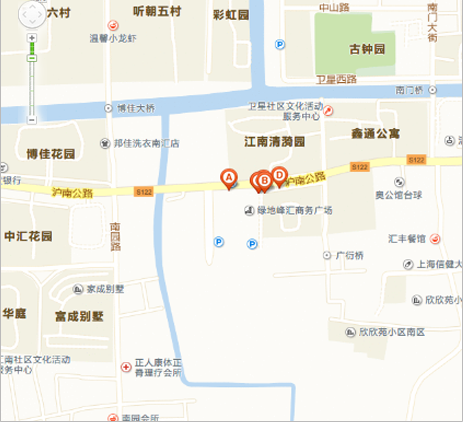 六村
听朝五村
彩虹园
中山路
南门大街
温馨小龙虾
古钟园
卫星西路
南门桥
博佳大桥
卫星社区文化活动
服务中心
邦佳洗衣南汇店
江南清漪园
鑫通公寓
博佳花园
银行
沪南公路
S122
A
B
D
沪南公路
S122
S122
奥公馆台球
绿地峰汇商务广场
中汇花园
南园路
汇丰餐馆
广衍桥
上海信健大
家成别墅
欣欣苑小
华庭
富成别墅
欣欣苑小区南区
江南社区文化活动
服务中心
正人康体正
骨理疗会所
南园会所
P
P
P